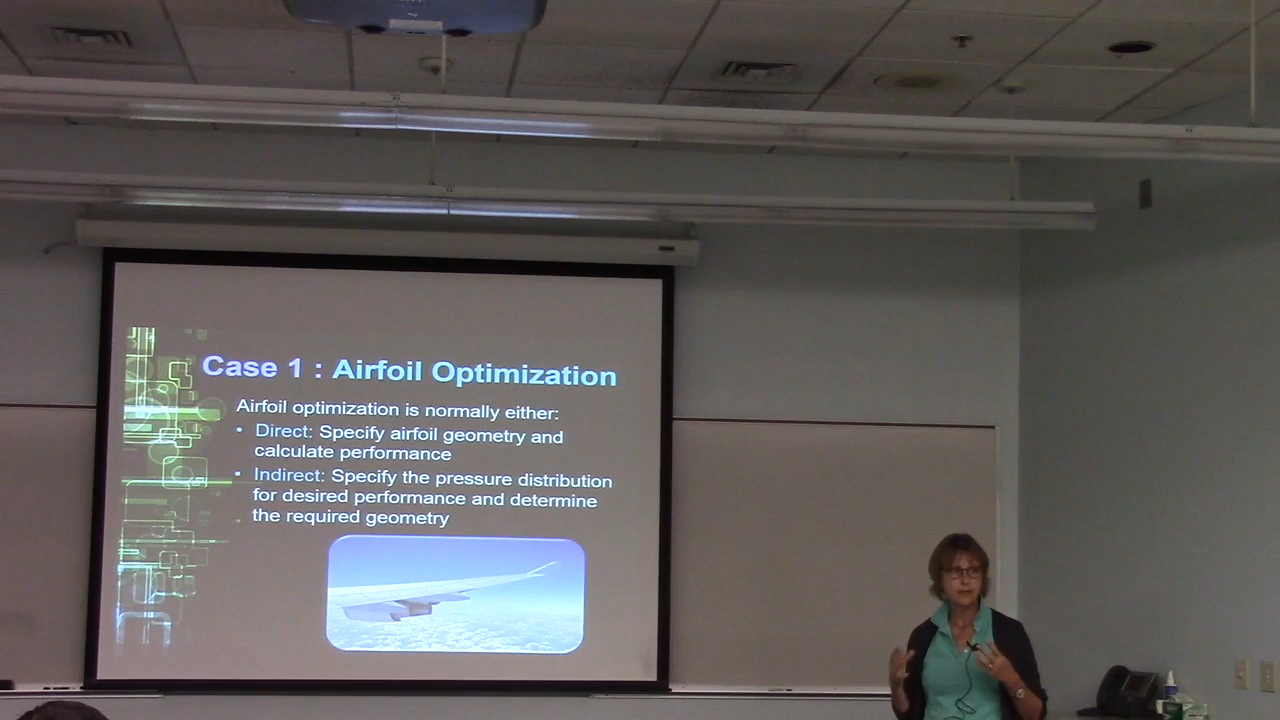 Case 1 : Airfoil Optimization
Airfoil optimization is normally either:
• Direct: Specify airfoil geometry and
calculate performance
• Indirect: Specify the pressure distribution
for desired performance and determine
the required geometry